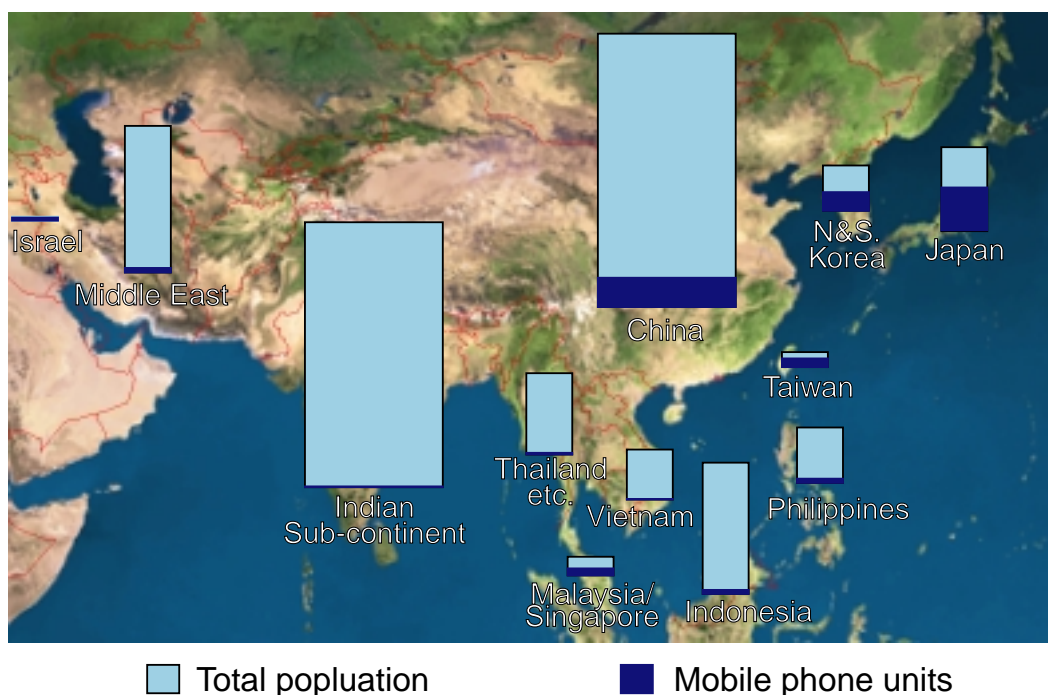 Israel
Middle East
Indian
Sub-continent
China
N&S.
Korea
Japan
Taiwan
Thailand
etc.
Vietnam
Philippines
Malaysia/
Singapore
Indonesia
Total popluation
Mobile phone units